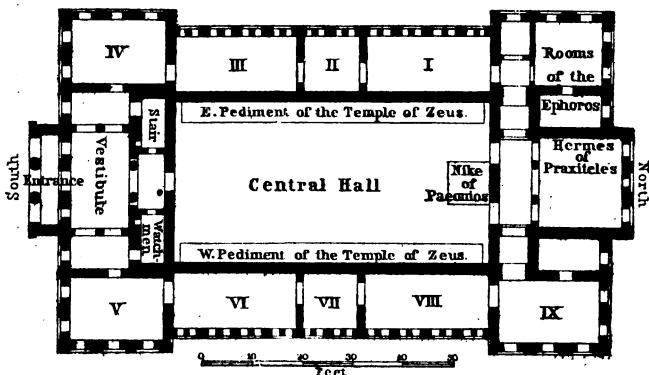 IV
III
II
I
Rooms
of the
Ephoros
E. Pediment of the Temple of Zeus.
Stair
South
Entrance
Vestibule
Central Hall
Nike
of
Paeonios
Hermes
of
Praxiteles
North
Watch-
men.
W. Pediment of the Temple of Zeus.
V
VI
VII
VIII
IX
0 10 20 30 40 50
Feet